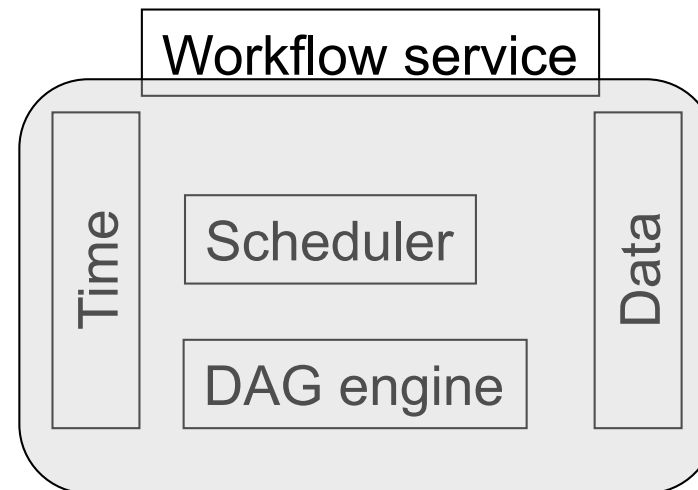 Workflow service
Time
Scheduler
Data
DAG engine